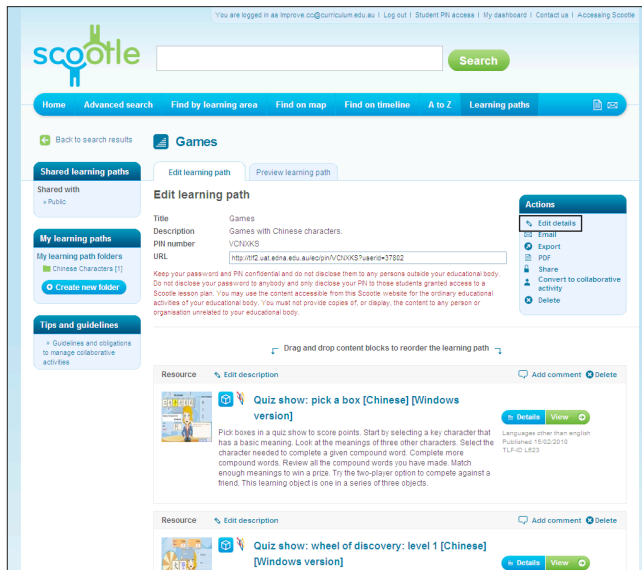 You are logged in as improve.cc@curriculum.edu.au | Log out | Student PIN access | My dashboard | Contact us | Accessing Scootle
scootle
Search
Home Advanced search Find by learning area Find on map Find on timeline A to Z Learning paths
Back to search results
Games
Shared learning paths
Shared with
» Public
My learning paths
My learning path folders
Chinese Characters [1]
Create new folder
Tips and guidelines
» Guidelines and obligations
to manage collaborative
activities
Edit learning path Preview learning path
Edit learning path
Title Games
Description Games with Chinese characters.
PIN number VCNXKS
URL http://tlf2.uat.edna.edu.au/ec/pin/VCNXKS?userid=37802
Keep your password and PIN confidential and do not disclose them to any persons outside your educational body.
Do not disclose your password to anybody and only disclose your PIN to those students granted access to a
Scootle lesson plan. You may use the content accessible from this Scootle website for the ordinary educational
activities of your educational body. You must not provide copies of, or display, the content to any person or
organisation unrelated to your educational body.
Actions
Edit details
Email
Export
PDF
Share
Convert to collaborative
activity
Delete
Drag and drop content blocks to reorder the learning path
Resource Edit description Add comment Delete
Quiz show: pick a box [Chinese] [Windows
version]
Pick boxes in a quiz show to score points. Start by selecting a key character that
has a basic meaning. Look at the meanings of three other characters. Select the
character needed to complete a given compound word. Complete more
compound words. Review all the compound words you have made. Match
enough meanings to win a prize. Try the two-player option to compete against a
friend. This learning object is one in a series of three objects.
Details View
Languages other than english
Published 15/02/2010
TLF-ID L623
Resource Edit description Add comment Delete
Quiz show: wheel of discovery: level 1 [Chinese]
[Windows version]
Details View